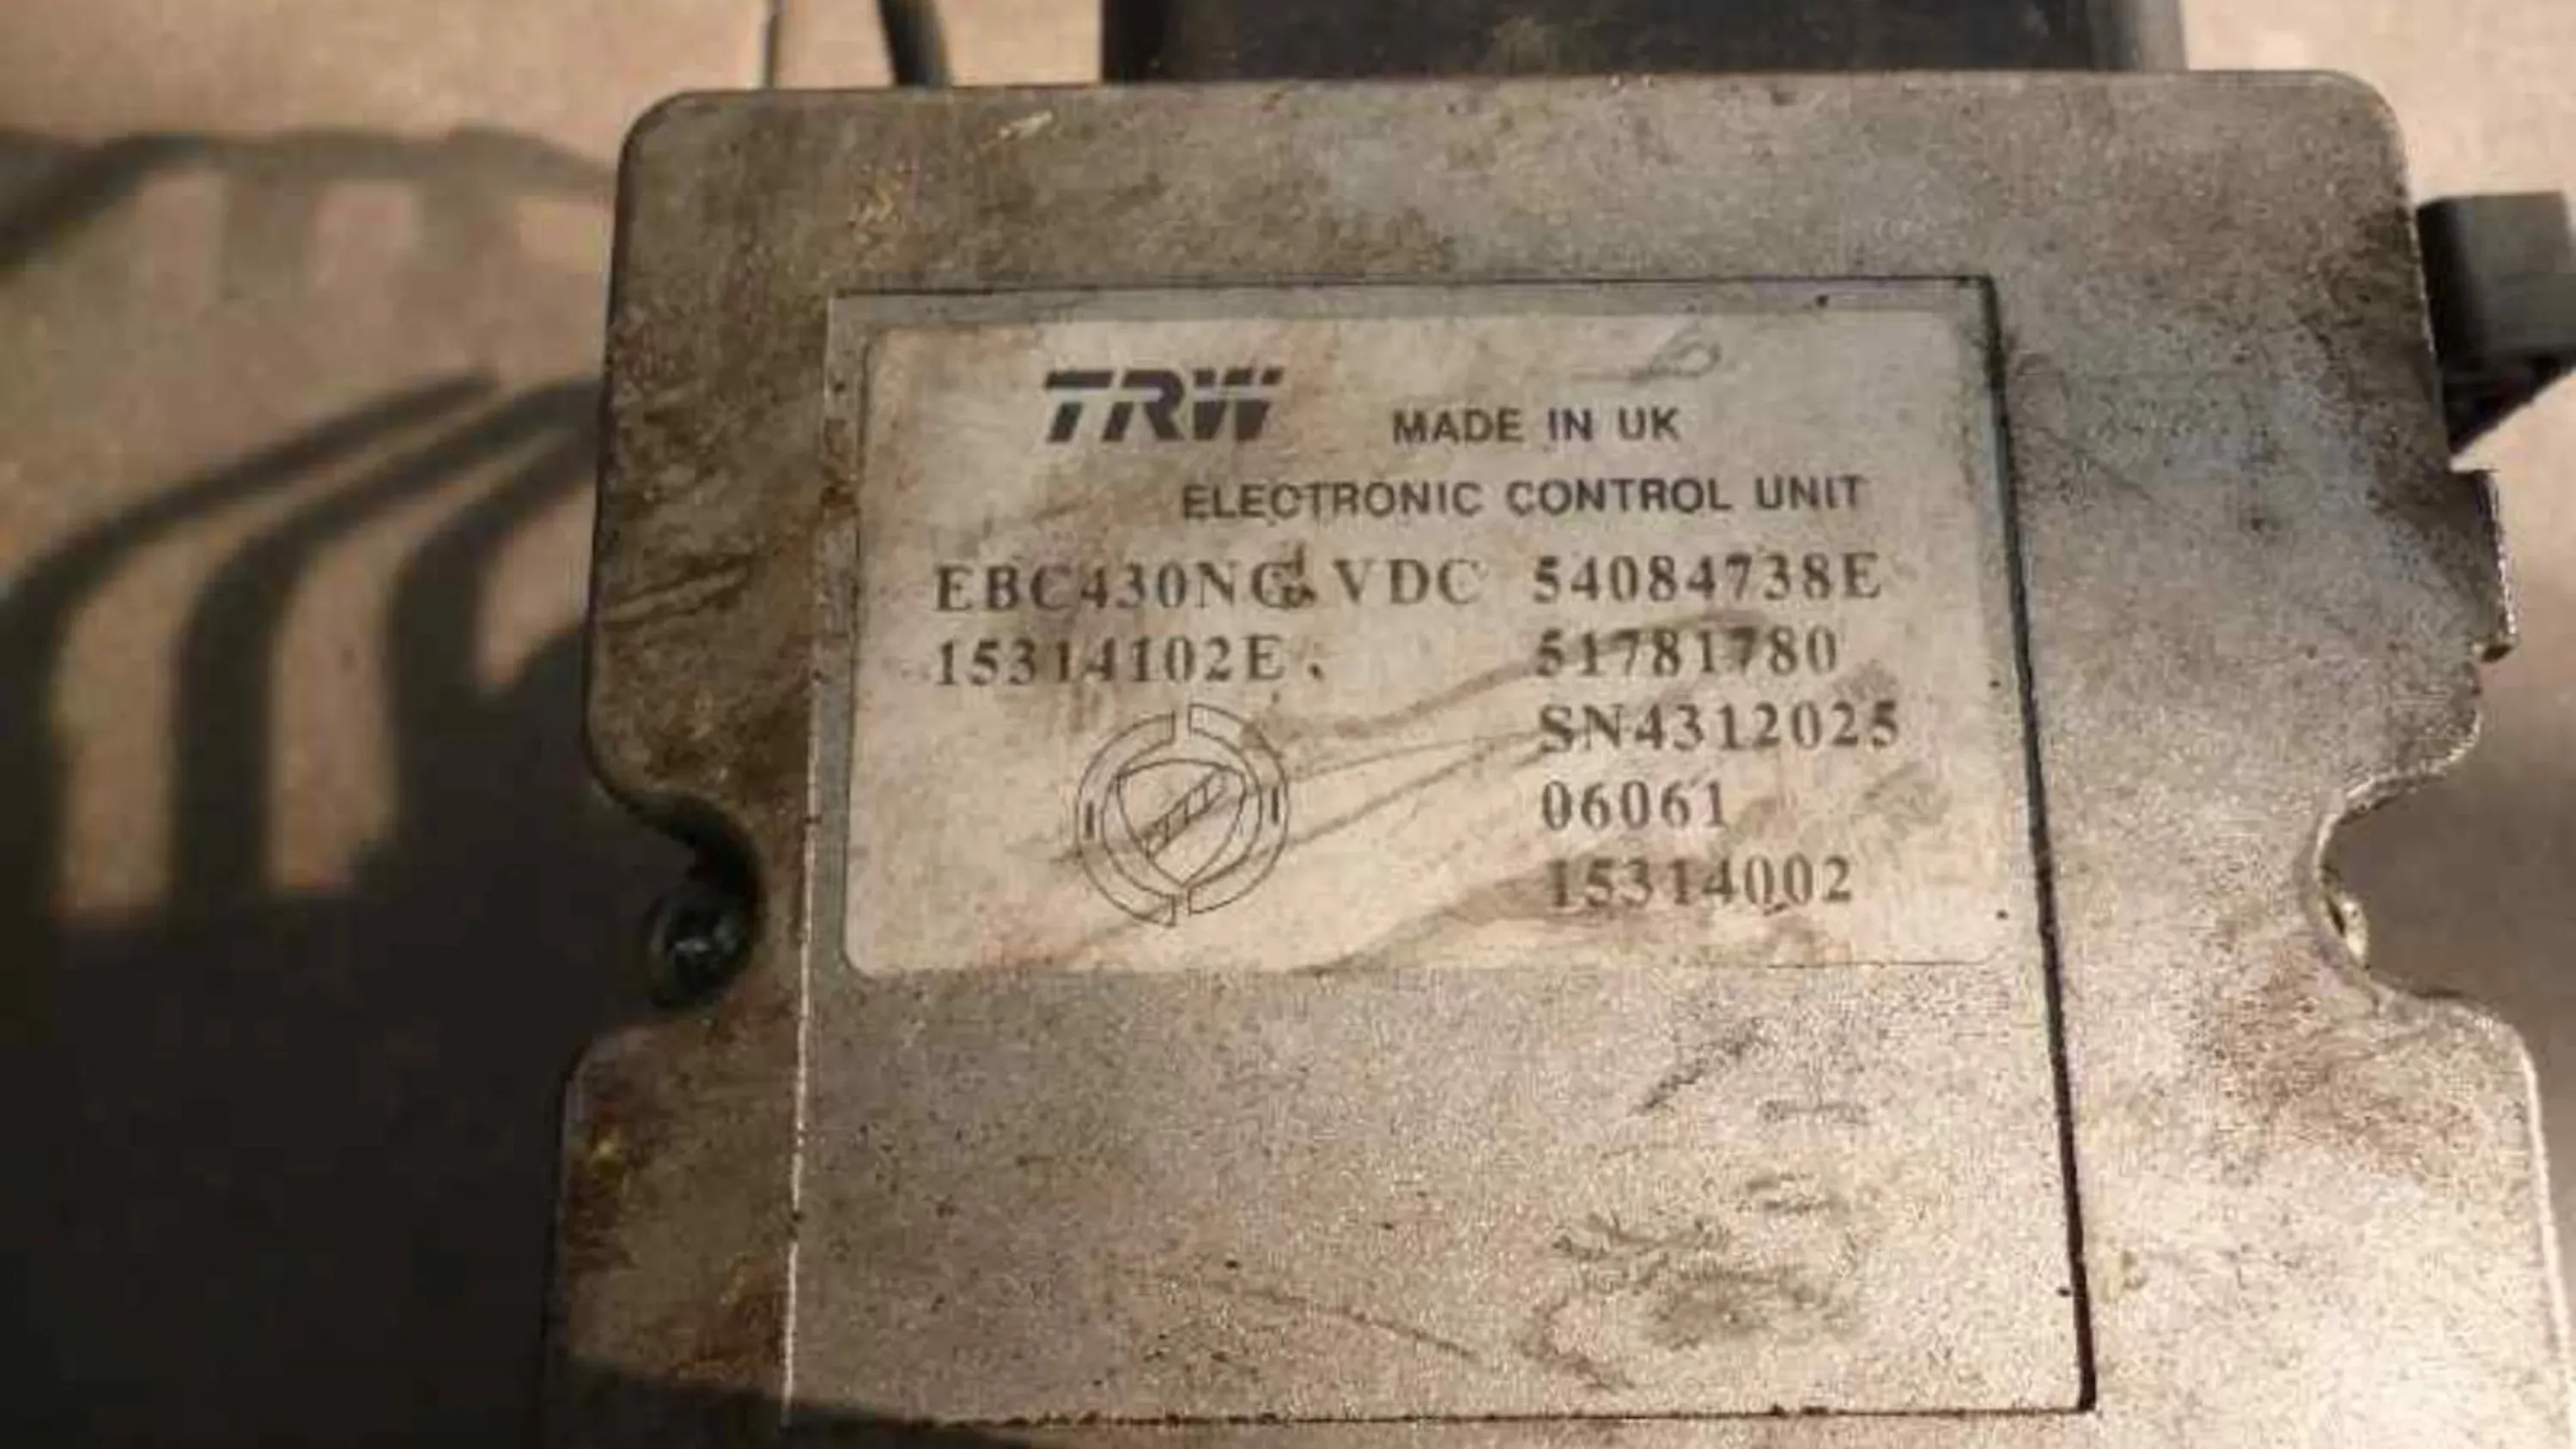 TRW MADE IN UK
ELECTRONIC CONTROL UNIT
EBC430NG VDC 54084738E
15314102E 51781780
SN4312025
06061
15314002